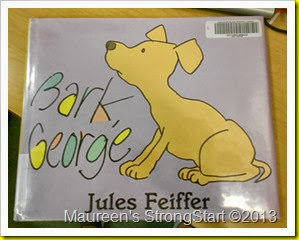 Bark,
George
Jules Feiffer
Maureen's StrongStart ©2013